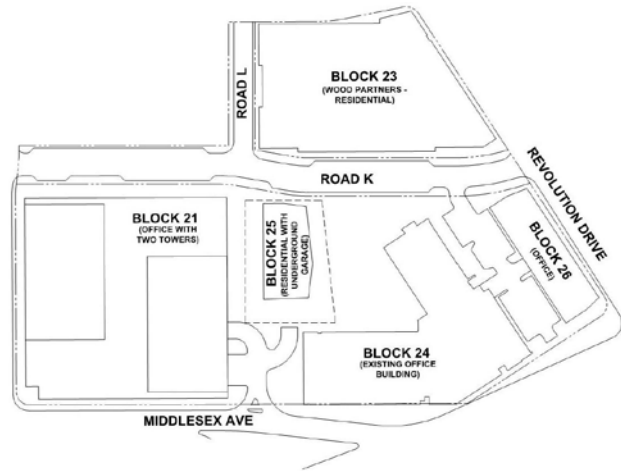 BLOCK 23
(WOOD PARTNERS -
RESIDENTIAL)
ROAD L
REVOLUTION DRIVE
ROAD K
BLOCK 21
(OFFICE WITH
TWO TOWERS)
BLOCK 25
(RESIDENTIAL WITH
UNDERGROUND
GARAGE)
BLOCK 26
(OFFICE)
BLOCK 24
(EXISTING OFFICE
BUILDING)
MIDDLESEX AVE